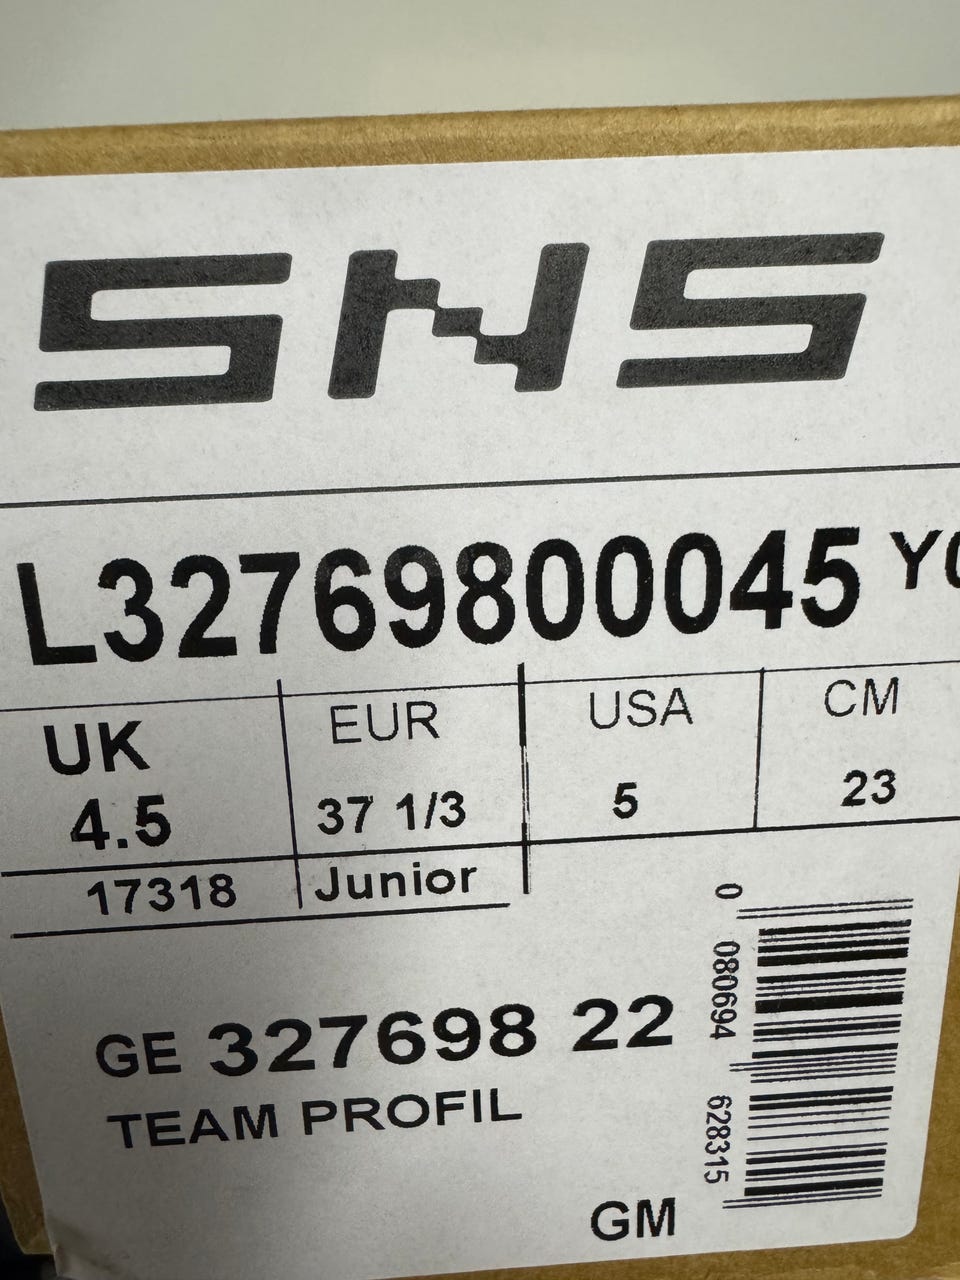 SNS
L32769800045
UK EUR USA CM
4.5 37 1/3 5 23
17318 Junior
GE 327698 22
TEAM PROFIL
GM
0 080694 628315